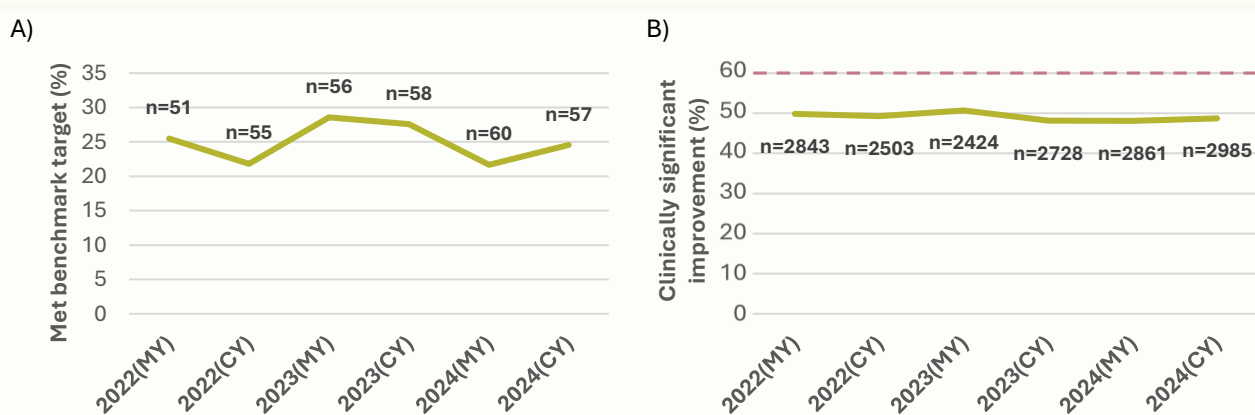 A)
Met benchmark target (%)
35
30
25
20
15
10
5
0
n=51
n=55
n=56
n=58
n=60
n=57
2022(MY)
2022(CY)
2023(MY)
2023(CY)
2024(MY)
2024(CY)
B)
Clinically significant
improvement (%)
60
50
40
30
20
10
0
n=2843
n=2503
n=2424
n=2728
n=2861
n=2985
2022(MY)
2022(CY)
2023(MY)
2023(CY)
2024(MY)
2024(CY)